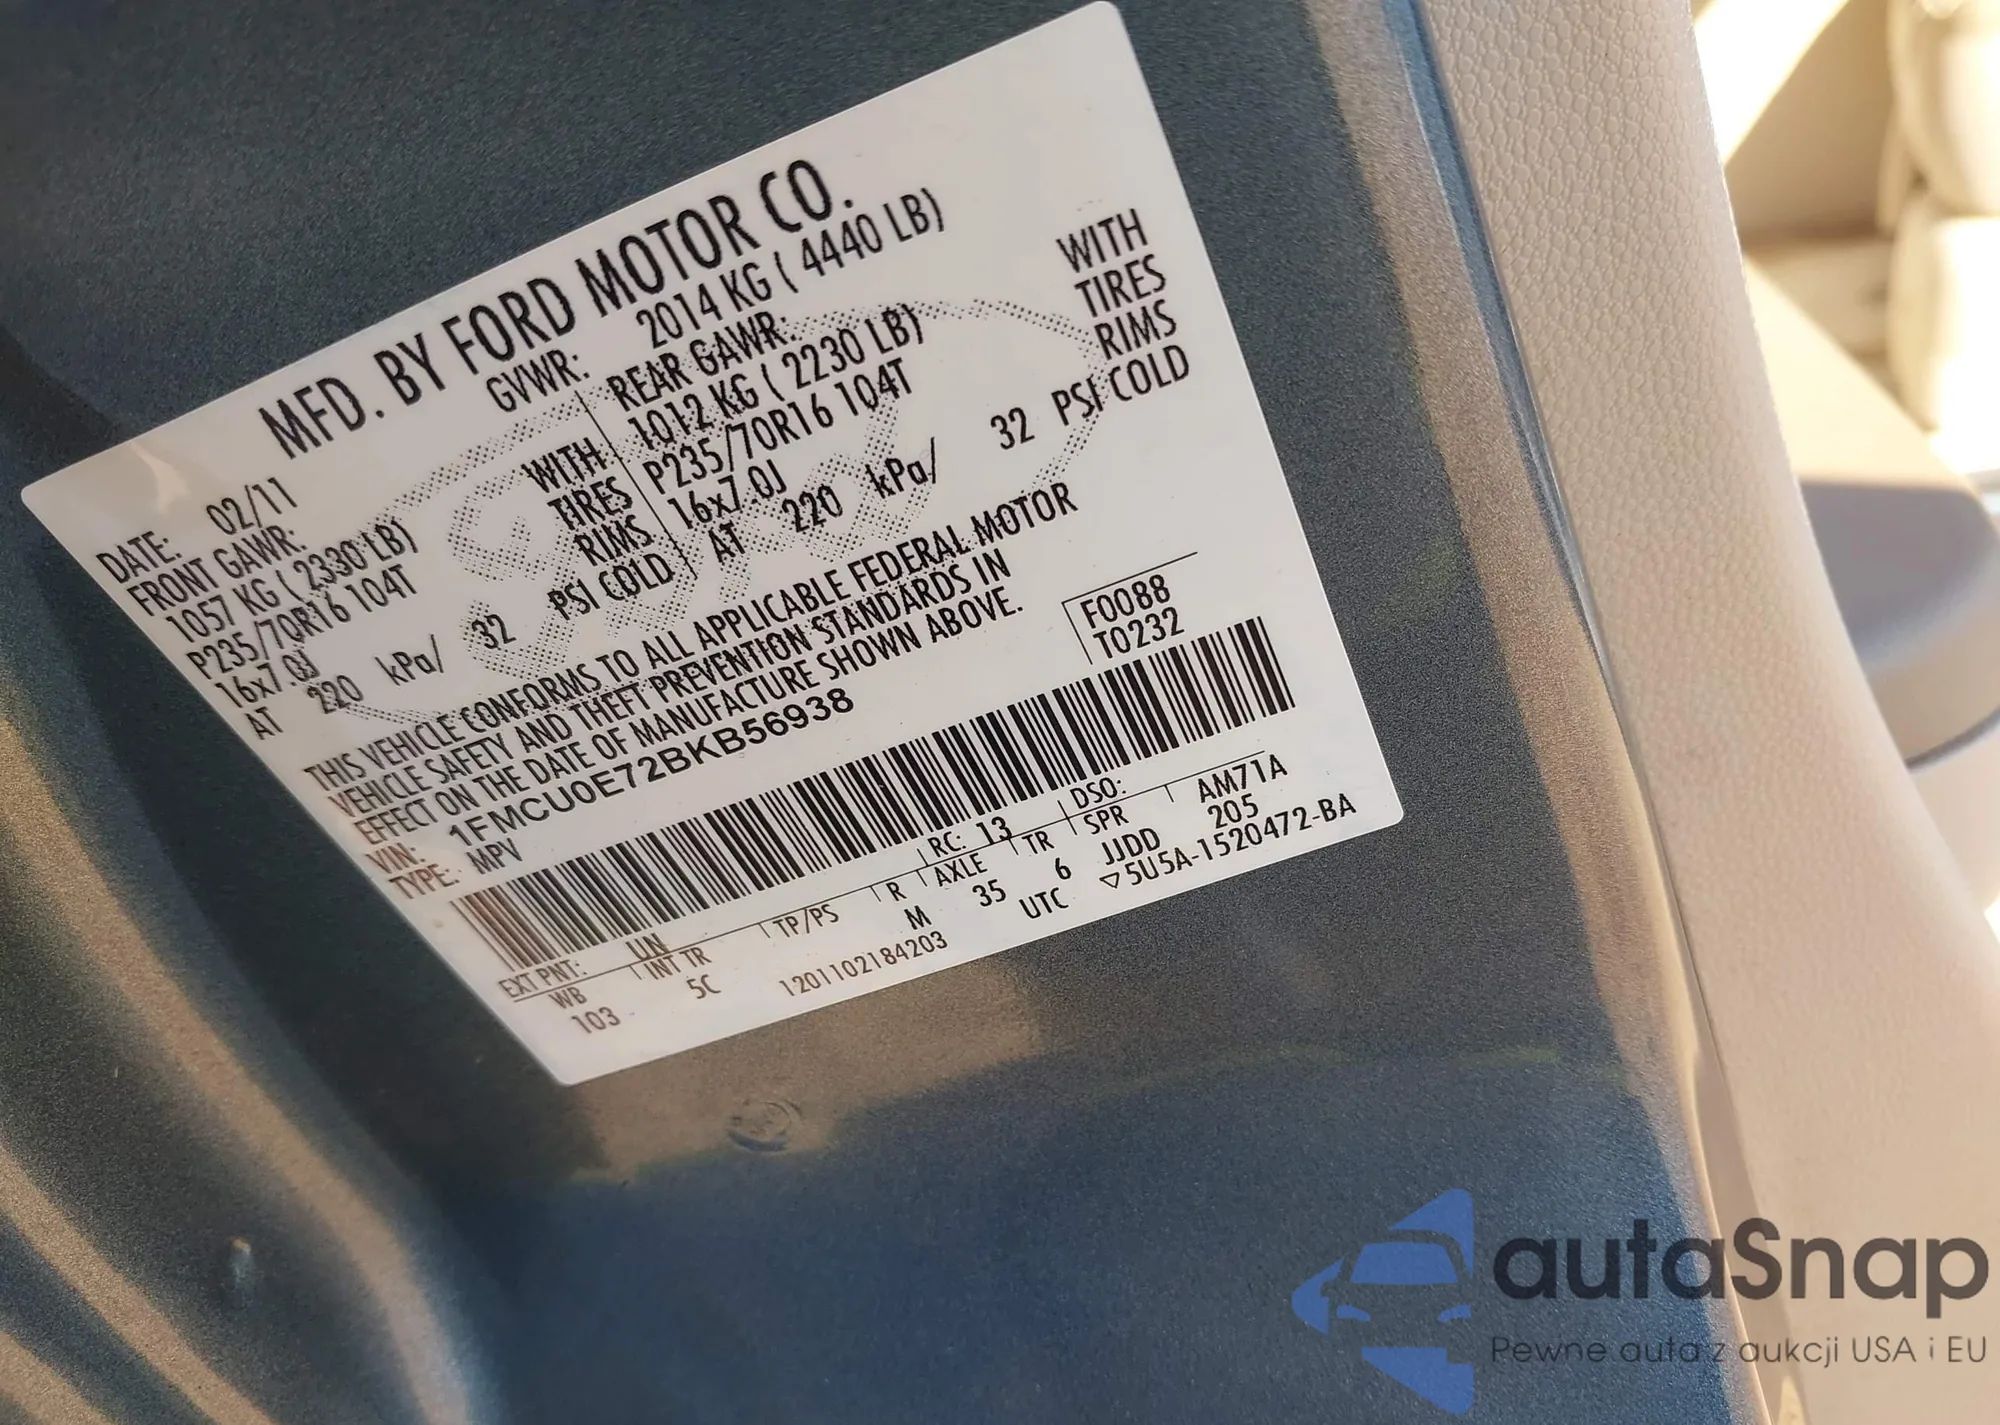 MFD. BY FORD MOTOR CO.
DATE: 02/11 GVWR: 2014 KG ( 4440 LB)
FRONT GAWR: REAR GAWR:
1057 KG ( 2330 LB) WITH 1012 KG ( 2230 LB) WITH
P235/70R16 104T TIRES P235/70R16 104T TIRES
16x7.0J RIMS 16x7.0J RIMS
AT 220 kPa/ 32 PSI COLD AT 220 kPa/ 32 PSI COLD
THIS VEHICLE CONFORMS TO ALL APPLICABLE FEDERAL MOTOR
VEHICLE SAFETY AND THEFT PREVENTION STANDARDS IN
EFFECT ON THE DATE OF MANUFACTURE SHOWN ABOVE.
VIN: 1FMCU0E72BKB56938 F0088
TYPE: MPV T0232
EXT PNT: UN RC: 13 DSO: AM71A
WB INT TR TP/PS R AXLE TR SPR 205
103 5C M 35 6 JJDD
1201102184203 UTC ▽5U5A-1520472-BA
autaSnap
Pewne auta z aukcji USA i EU